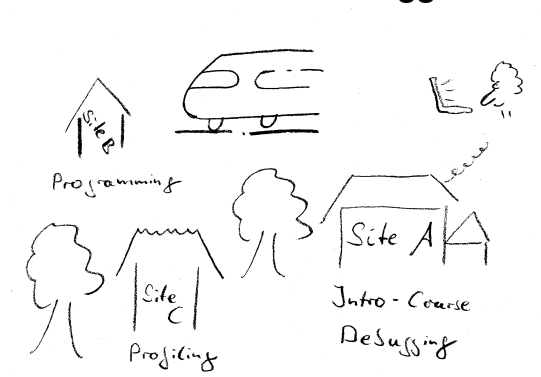 Site B
Programming
Site A
Intro-Course
Debugging
Site
C
Profiling